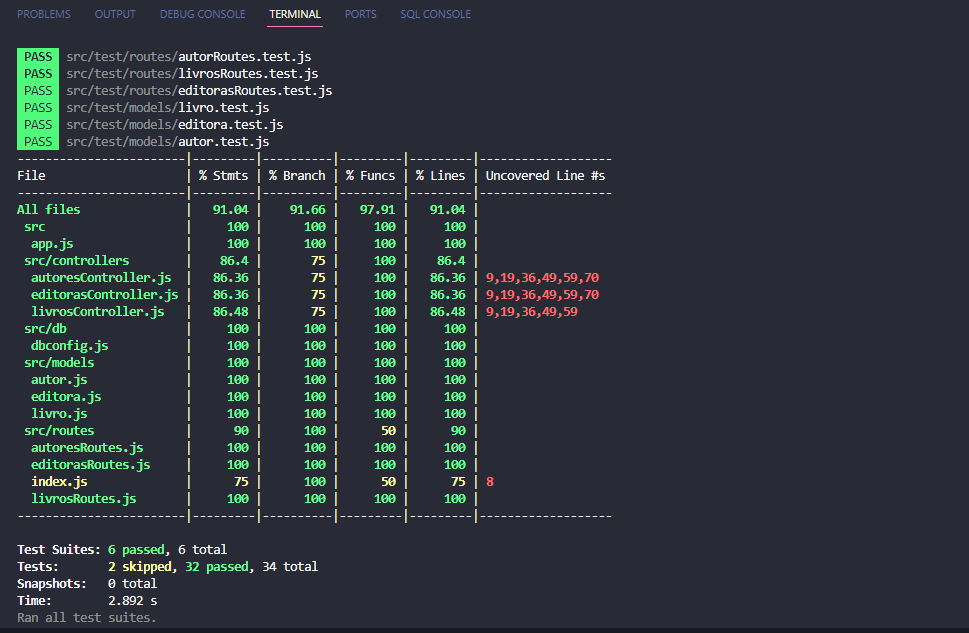 PROBLEMS OUTPUT DEBUG CONSOLE TERMINAL PORTS SQL CONSOLE
PASS src/test/routes/autorRoutes.test.js
PASS src/test/routes/livrosRoutes.test.js
PASS src/test/routes/editorasRoutes.test.js
PASS src/test/models/livro.test.js
PASS src/test/models/editora.test.js
PASS src/test/models/autor.test.js
------------------------|---------|----------|---------|---------|-------------------
File                    | % Stmts | % Branch | % Funcs | % Lines | Uncovered Line #s
------------------------|---------|----------|---------|---------|-------------------
All files               |   91.04 |    91.66 |   97.91 |   91.04 |
 src                    |     100 |      100 |     100 |     100 |
  app.js                |     100 |      100 |     100 |     100 |
 src/controllers        |    86.4 |       75 |     100 |    86.4 |
  autoresController.js  |   86.36 |       75 |     100 |   86.36 | 9,19,36,49,59,70
  editorasController.js |   86.36 |       75 |     100 |   86.36 | 9,19,36,49,59,70
  livrosController.js   |   86.48 |       75 |     100 |   86.48 | 9,19,36,49,59
 src/db                 |     100 |      100 |     100 |     100 |
  dbconfig.js           |     100 |      100 |     100 |     100 |
 src/models             |     100 |      100 |     100 |     100 |
  autor.js              |     100 |      100 |     100 |     100 |
  editora.js            |     100 |      100 |     100 |     100 |
  livro.js              |     100 |      100 |     100 |     100 |
 src/routes             |      90 |      100 |      50 |      90 |
  autoresRoutes.js      |     100 |      100 |     100 |     100 |
  editorasRoutes.js     |     100 |      100 |     100 |     100 |
  index.js              |      75 |      100 |      50 |      75 | 8
  livrosRoutes.js       |     100 |      100 |     100 |     100 |
------------------------|---------|----------|---------|---------|-------------------
Test Suites: 6 passed, 6 total
Tests:       2 skipped, 32 passed, 34 total
Snapshots:   0 total
Time:        2.892 s
Ran all test suites.